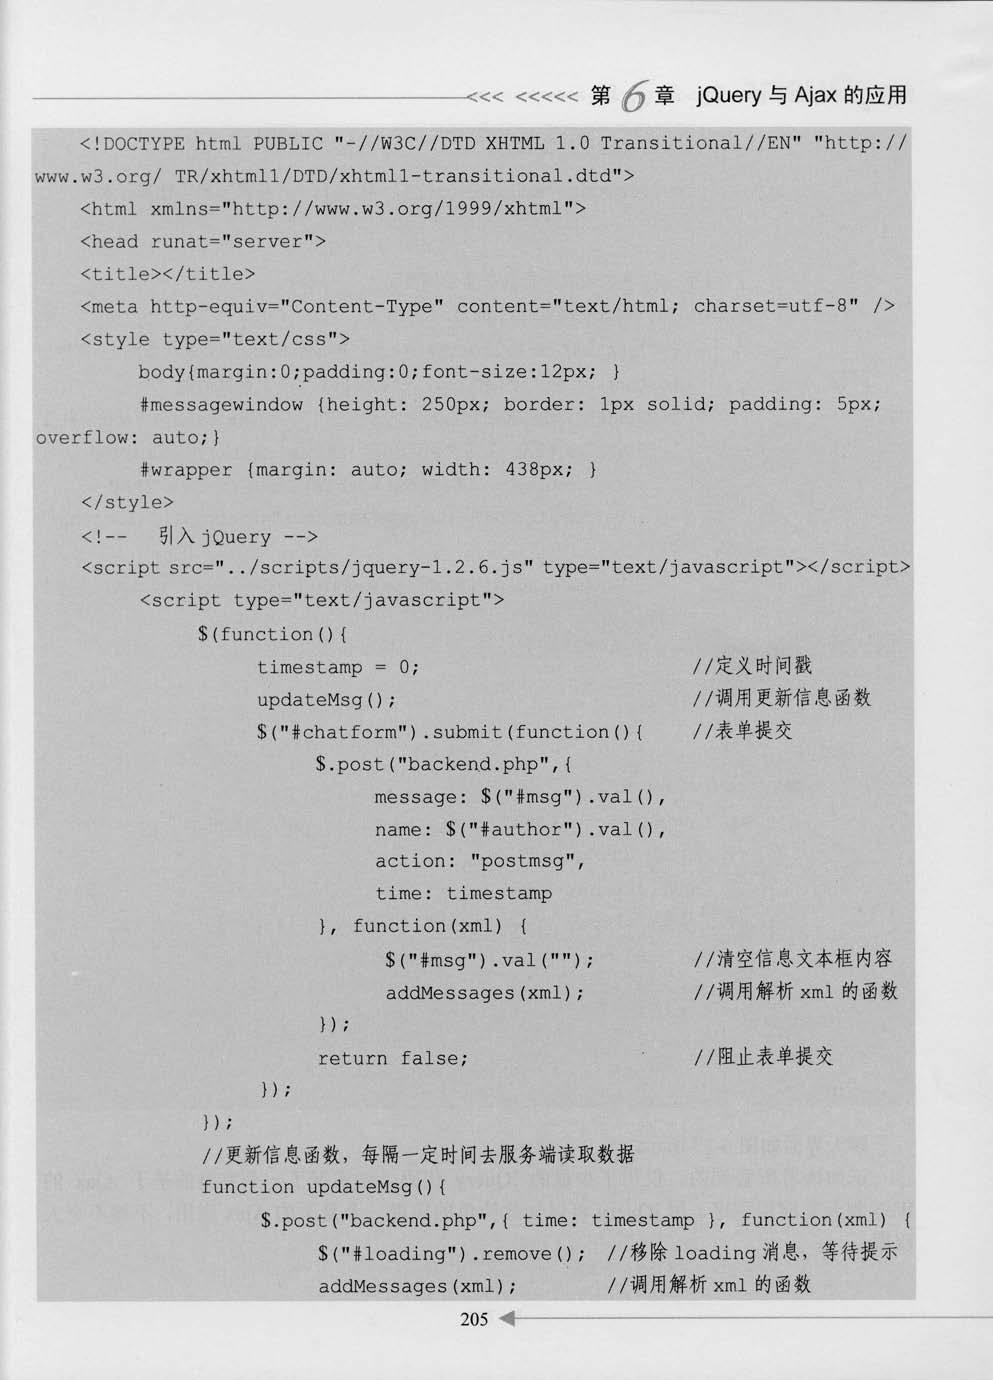 <<< <<<<< 第6章 jQuery 与 Ajax 的应用
<!DOCTYPE html PUBLIC "-//W3C//DTD XHTML 1.0 Transitional//EN" "http://
www.w3.org/ TR/xhtml1/DTD/xhtml1-transitional.dtd">
<html xmlns="http://www.w3.org/1999/xhtml">
<head runat="server">
<title></title>
<meta http-equiv="Content-Type" content="text/html; charset=utf-8" />
<style type="text/css">
body{margin:0;padding:0;font-size:12px; }
#messagewindow {height: 250px; border: 1px solid; padding: 5px;
overflow: auto;}
#wrapper {margin: auto; width: 438px; }
</style>
<!-- 引入 jQuery -->
<script src="../scripts/jquery-1.2.6.js" type="text/javascript"></script>
<script type="text/javascript">
$(function(){
timestamp = 0; //定义时间戳
updateMsg(); //调用更新信息函数
$("#chatform").submit(function(){ //表单提交
$.post("backend.php",{
message: $("#msg").val(),
name: $("#author").val(),
action: "postmsg",
time: timestamp
}, function(xml) {
$("#msg").val(""); //清空信息文本框内容
addMessages(xml); //调用解析 xml 的函数
});
return false; //阻止表单提交
});
});
//更新信息函数，每隔一定时间去服务端读取数据
function updateMsg(){
$.post("backend.php",{ time: timestamp }, function(xml) {
$("#loading").remove(); //移除 loading 消息，等待提示
addMessages(xml); //调用解析 xml 的函数
205